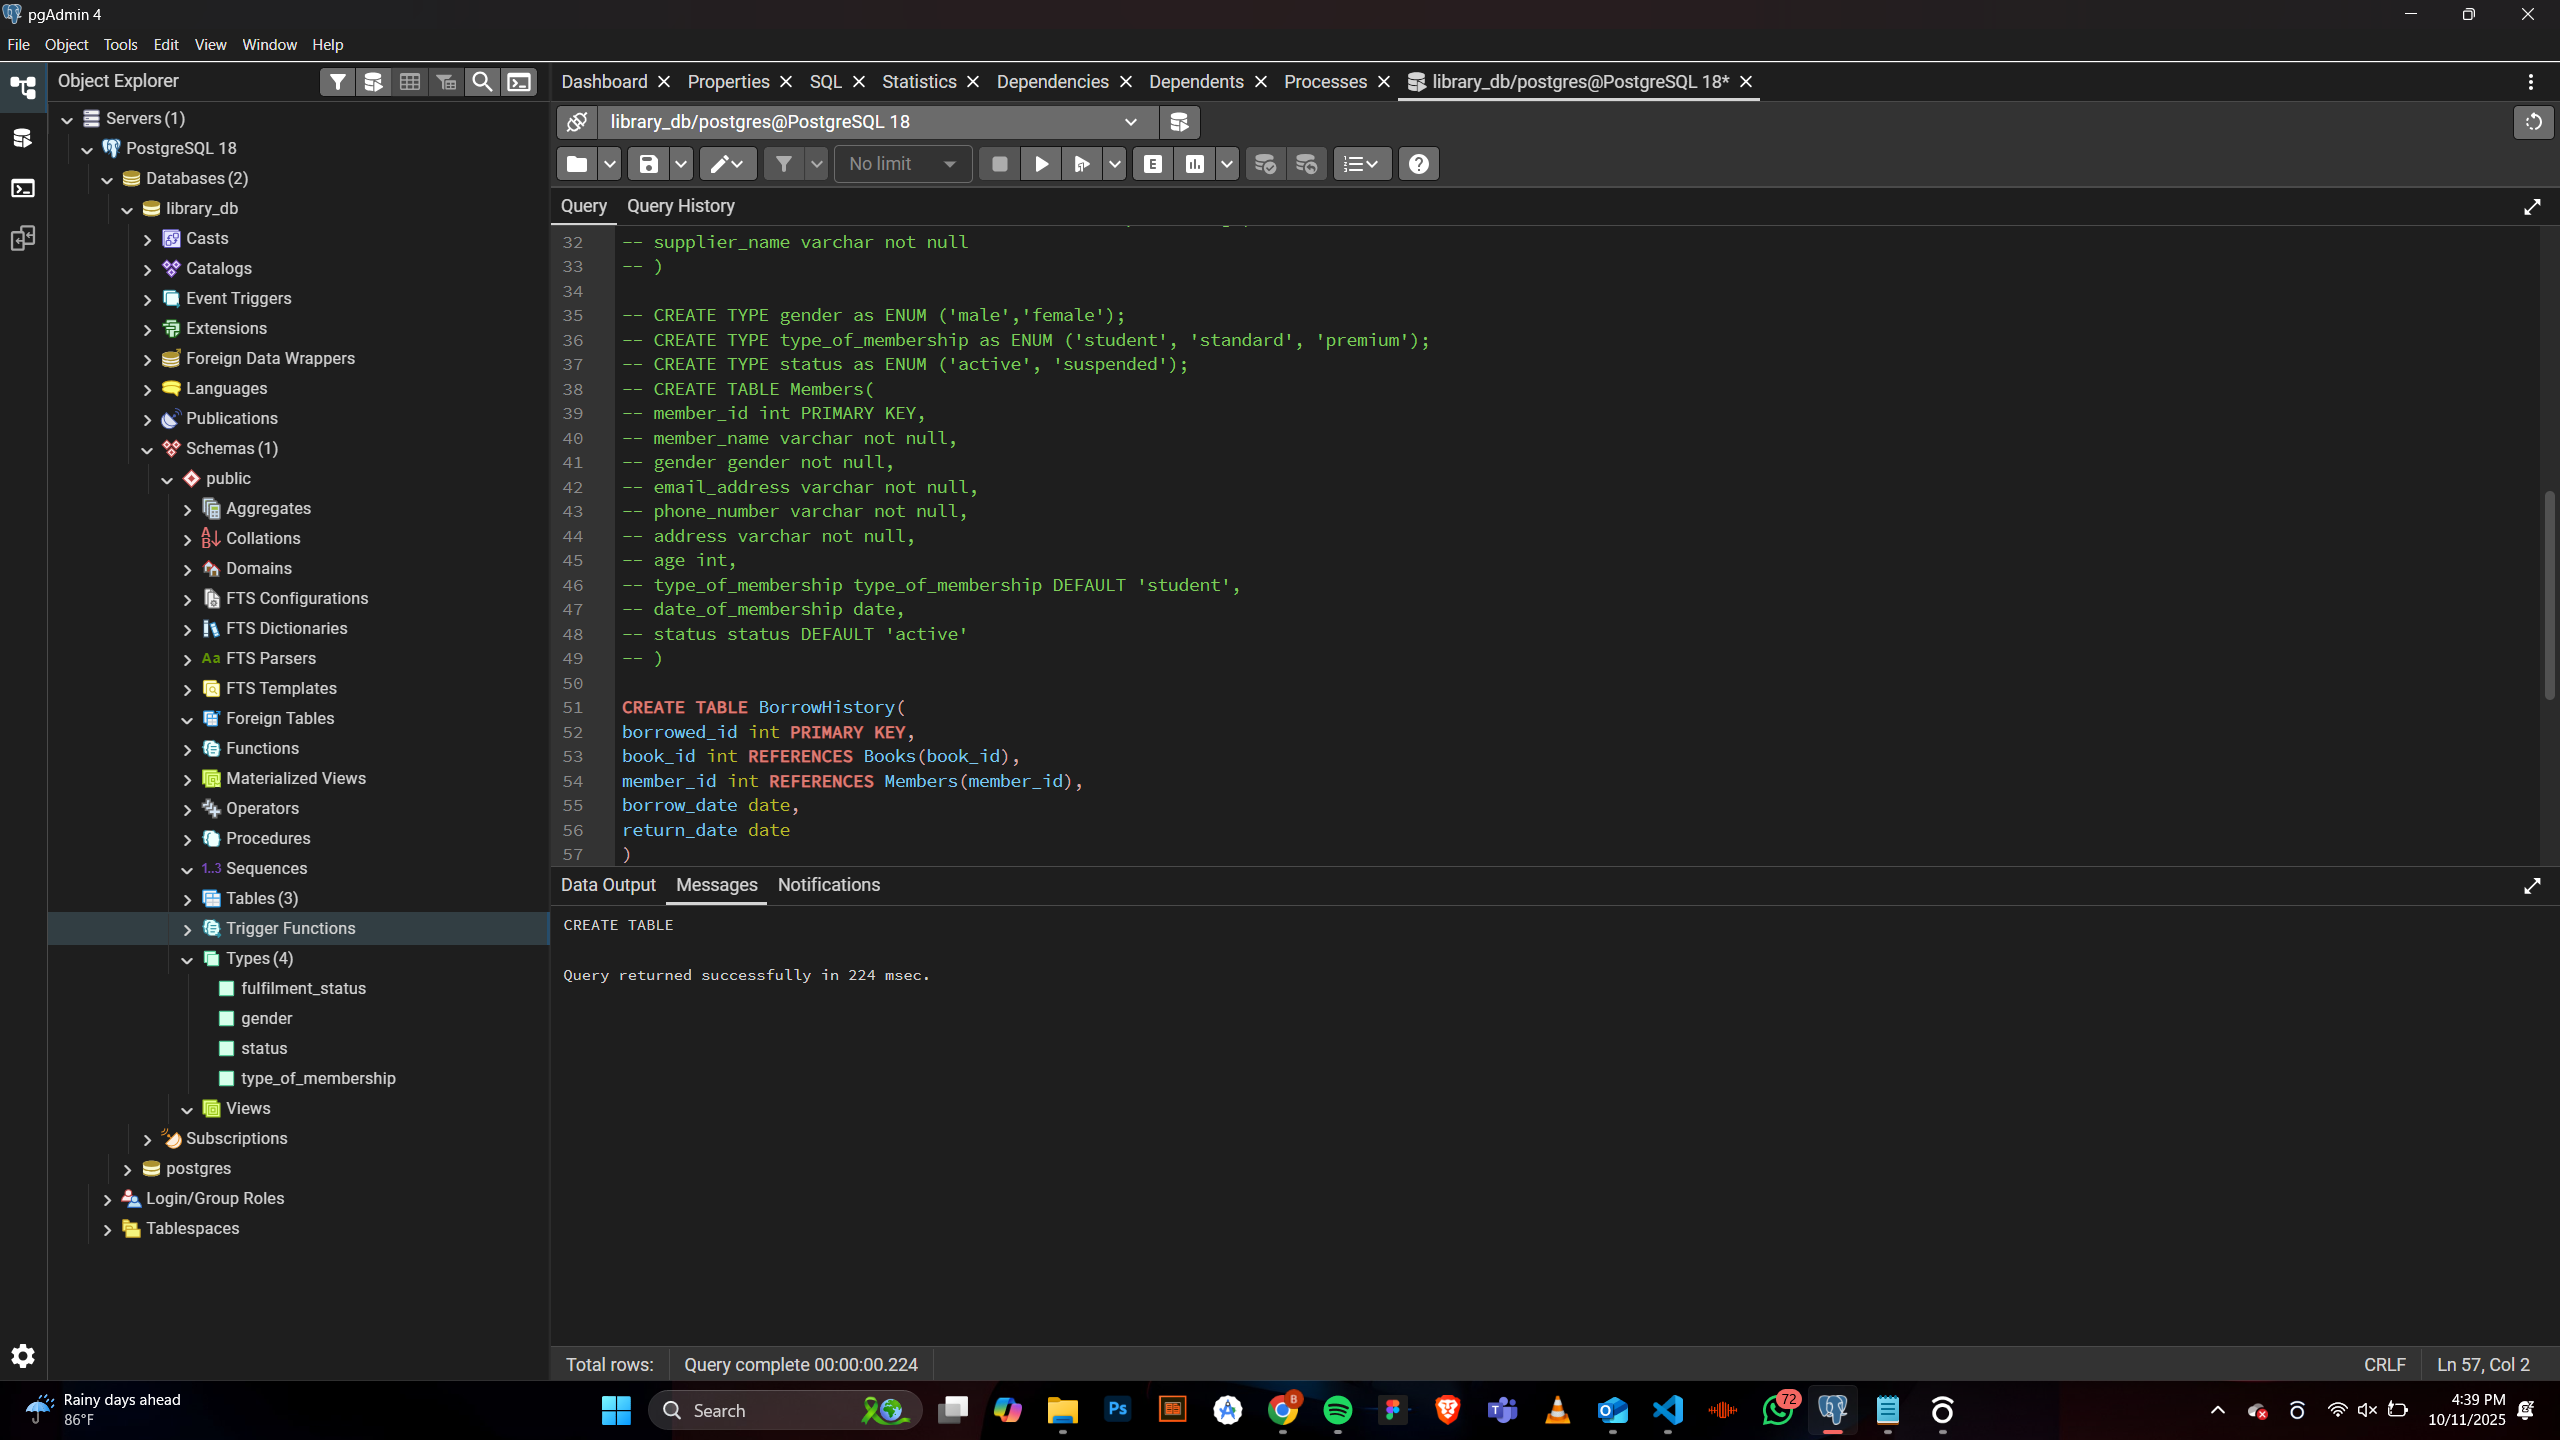 pgAdmin 4
File Object Tools Edit View Window Help
Object Explorer
Dashboard Properties SQL Statistics Dependencies Dependents Processes library_db/postgres@PostgreSQL 18*
Servers (1)
PostgreSQL 18
Databases (2)
library_db
Casts
Catalogs
Event Triggers
Extensions
Foreign Data Wrappers
Languages
Publications
Schemas (1)
public
Aggregates
Collations
Domains
FTS Configurations
FTS Dictionaries
Aa FTS Parsers
FTS Templates
Foreign Tables
Functions
Materialized Views
Operators
Procedures
1..3 Sequences
Tables (3)
Trigger Functions
Types (4)
fulfilment_status
gender
status
type_of_membership
Views
Subscriptions
postgres
Login/Group Roles
Tablespaces
library_db/postgres@PostgreSQL 18
No limit
E
Query Query History
32 -- supplier_name varchar not null
33 -- )
34
35 -- CREATE TYPE gender as ENUM ('male','female');
36 -- CREATE TYPE type_of_membership as ENUM ('student', 'standard', 'premium');
37 -- CREATE TYPE status as ENUM ('active', 'suspended');
38 -- CREATE TABLE Members(
39 -- member_id int PRIMARY KEY,
40 -- member_name varchar not null,
41 -- gender gender not null,
42 -- email_address varchar not null,
43 -- phone_number varchar not null,
44 -- address varchar not null,
45 -- age int,
46 -- type_of_membership type_of_membership DEFAULT 'student',
47 -- date_of_membership date,
48 -- status status DEFAULT 'active'
49 -- )
50
51 CREATE TABLE BorrowHistory(
52 borrowed_id int PRIMARY KEY,
53 book_id int REFERENCES Books(book_id),
54 member_id int REFERENCES Members(member_id),
55 borrow_date date,
56 return_date date
57 )
Data Output Messages Notifications
CREATE TABLE
Query returned successfully in 224 msec.
Total rows: Query complete 00:00:00.224
CRLF Ln 57, Col 2
Rainy days ahead
86°F
Search
Ps
B
72
4:39 PM
10/11/2025